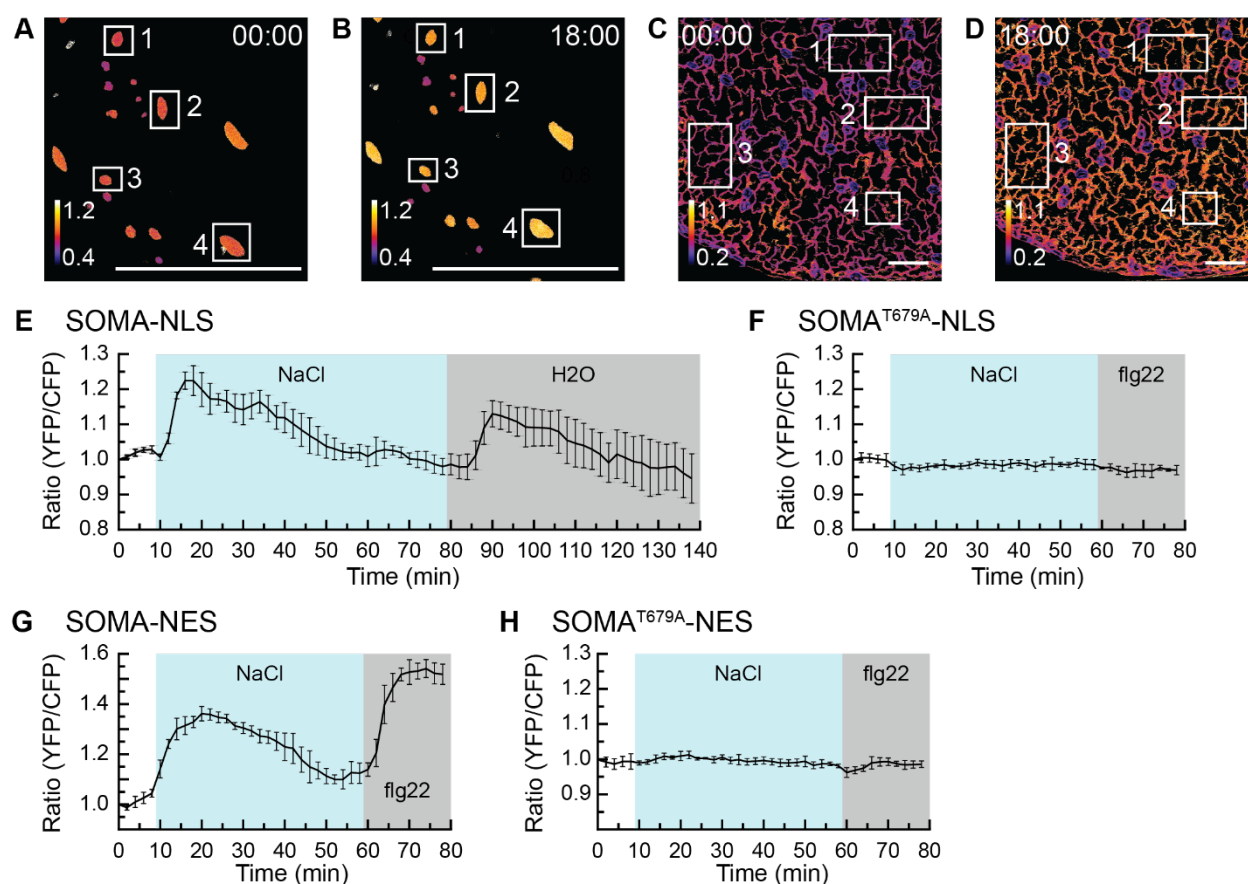 A
00:00
1
2
3
4
1.2
0.4
B
18:00
1
2
3
4
1.2
0.4
C
00:00
1
2
3
4
1.1
0.2
D
18:00
1
2
3
4
1.1
0.2
E SOMA-NLS
Ratio (YFP/CFP)
1.3
1.2
1.1
1.0
0.9
0.8
NaCl
H2O
0 10 20 30 40 50 60 70 80 90 100 110 120 130 140
Time (min)
F SOMAᵀ⁶⁷⁹ᴬ-NLS
Ratio (YFP/CFP)
1.3
1.2
1.1
1.0
0.9
0.8
NaCl
flg22
0 10 20 30 40 50 60 70 80
Time (min)
G SOMA-NES
Ratio (YFP/CFP)
1.6
1.4
1.2
1.0
NaCl
flg22
0 10 20 30 40 50 60 70 80
Time (min)
H SOMAᵀ⁶⁷⁹ᴬ-NES
Ratio (YFP/CFP)
1.3
1.2
1.1
1.0
0.9
NaCl
flg22
0 10 20 30 40 50 60 70 80
Time (min)